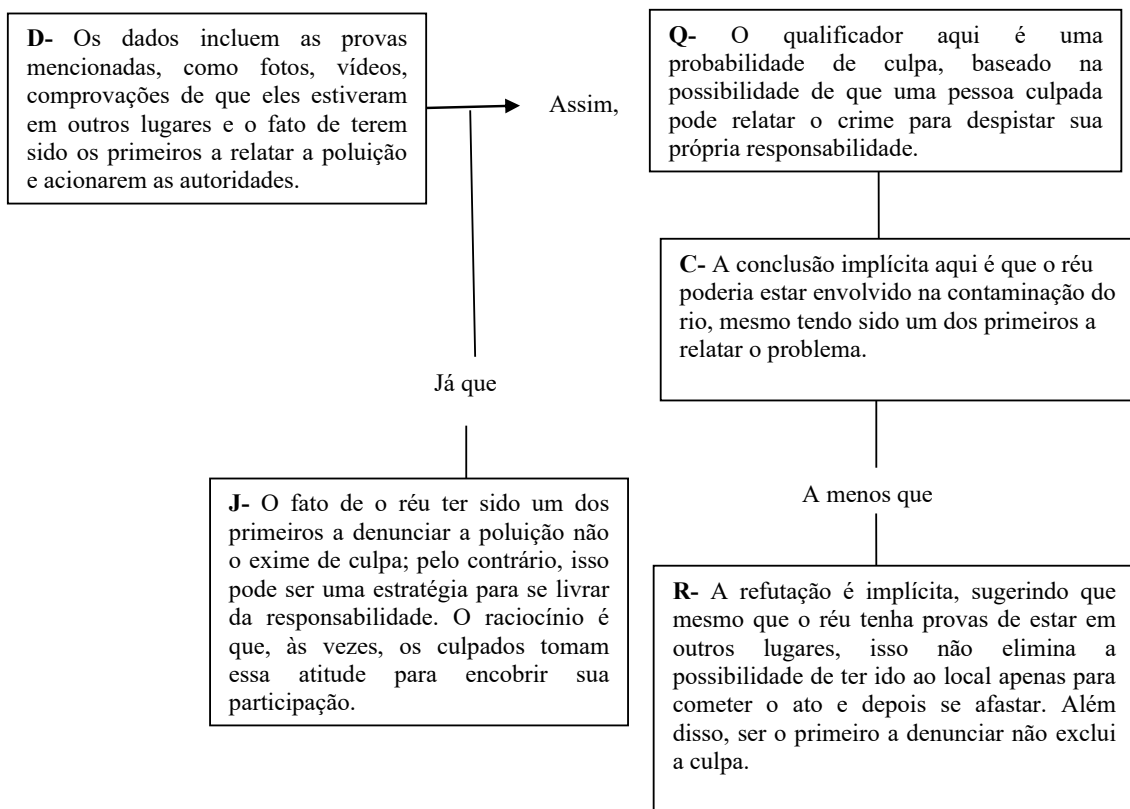 D- Os dados incluem as provas
mencionadas, como fotos, vídeos,
comprovações de que eles estiveram
em outros lugares e o fato de terem
sido os primeiros a relatar a poluição
e acionarem as autoridades.
Assim,
Q- O qualificador aqui é uma
probabilidade de culpa, baseado na
possibilidade de que uma pessoa culpada
pode relatar o crime para despistar sua
própria responsabilidade.
C- A conclusão implícita aqui é que o réu
poderia estar envolvido na contaminação do
rio, mesmo tendo sido um dos primeiros a
relatar o problema.
Já que
J- O fato de o réu ter sido um dos
primeiros a denunciar a poluição não
o exime de culpa; pelo contrário, isso
pode ser uma estratégia para se livrar
da responsabilidade. O raciocínio é
que, às vezes, os culpados tomam
essa atitude para encobrir sua
participação.
A menos que
R- A refutação é implícita, sugerindo que
mesmo que o réu tenha provas de estar em
outros lugares, isso não elimina a
possibilidade de ter ido ao local apenas para
cometer o ato e depois se afastar. Além
disso, ser o primeiro a denunciar não exclui
a culpa.